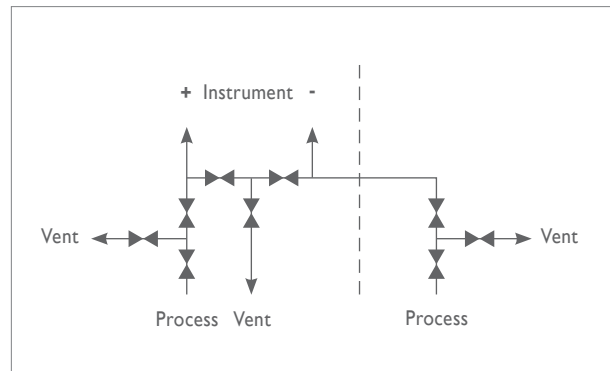 + Instrument -
Vent
Vent
Process Vent
Process